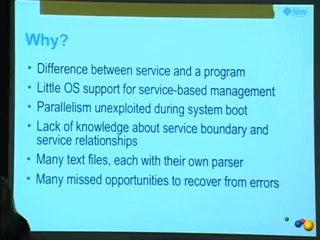 Sun
Why?
• Difference between service and a program
• Little OS support for service-based management
• Parallelism unexploited during system boot
• Lack of knowledge about service boundary and
service relationships
• Many text files, each with their own parser
• Many missed opportunities to recover from errors